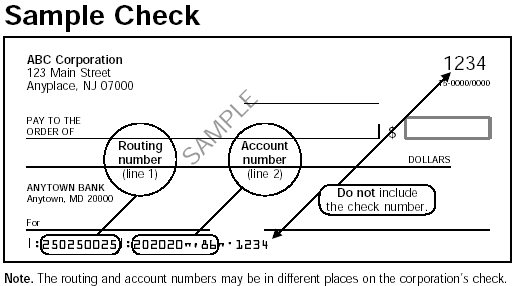 Sample Check
ABC Corporation
123 Main Street
Anyplace, NJ 07000
1234
15-0000/0000
SAMPLE
PAY TO THE
ORDER OF
$
Routing
number
(line 1)
Account
number
(line 2)
DOLLARS
ANYTOWN BANK
Anytown, MD 20000
Do not include
the check number.
For
|:250250025|:202020"'86"' 1234
Note. The routing and account numbers may be in different places on the corporation's check.